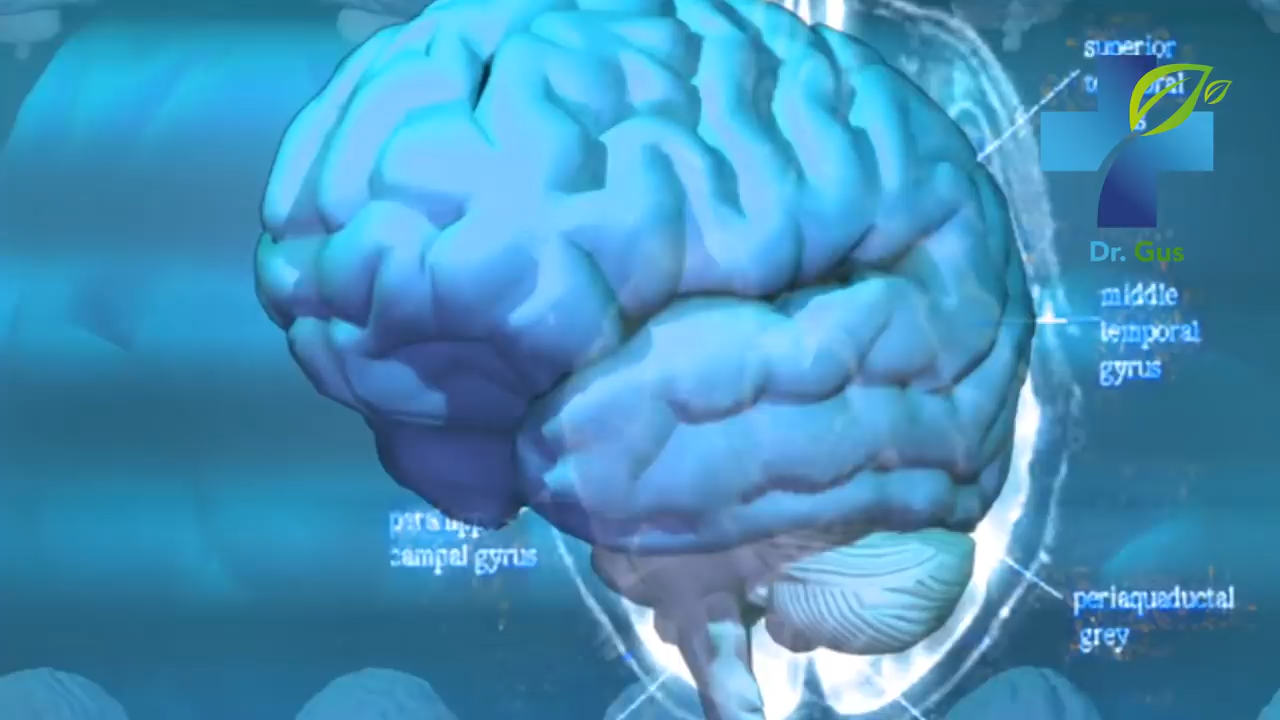 superior
middle
temporal
gyrus
Dr. Gus
campal gyrus
periaquaductal
grey